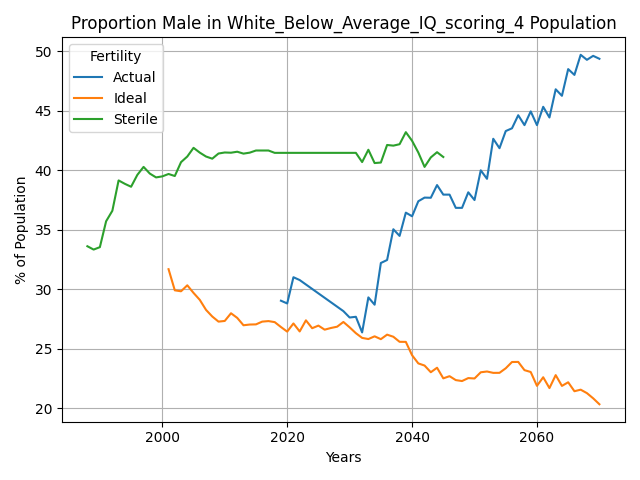 Proportion Male in White_Below_Average_IQ_scoring_4 Population
Fertility
Actual
Ideal
Sterile
% of Population
50
45
40
35
30
25
20
2000
2020
2040
2060
Years